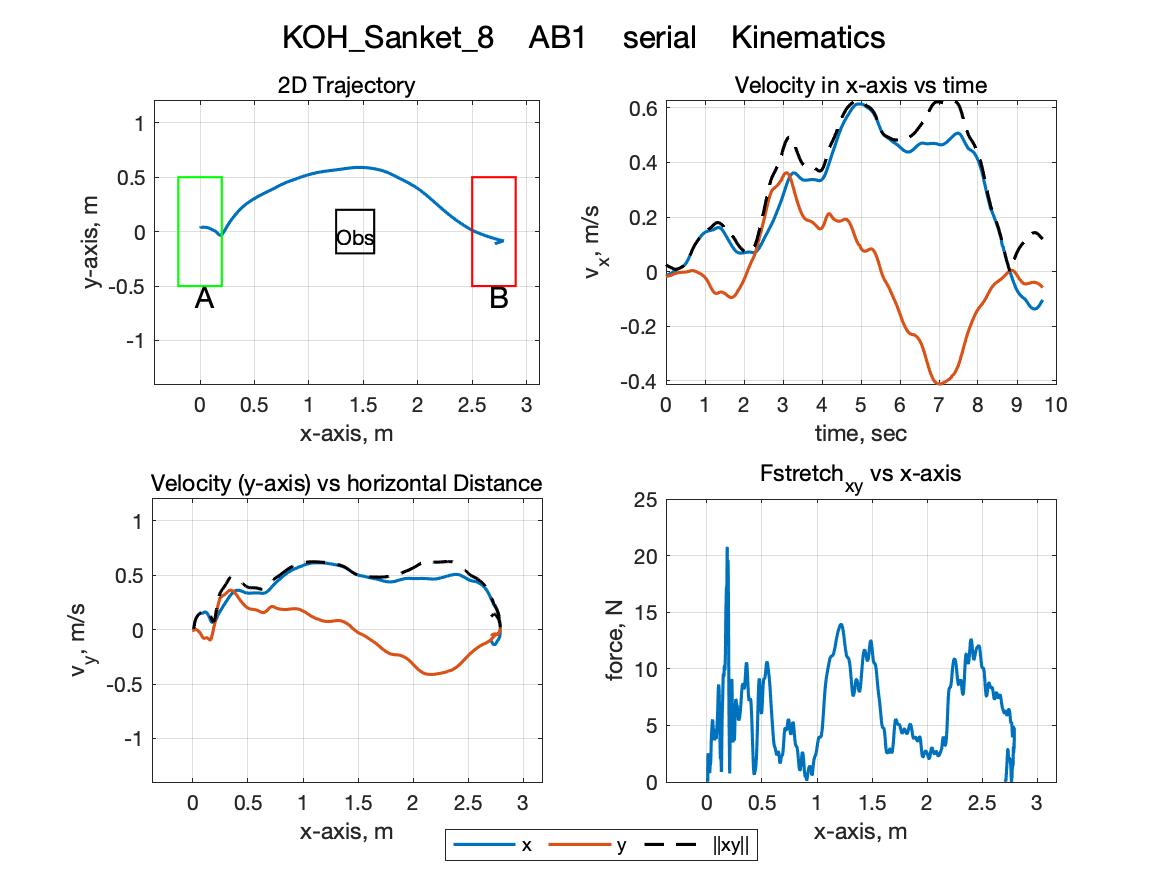 KOH_Sanket_8 AB1 serial Kinematics
2D Trajectory
1
0.5
0
-0.5
-1
y-axis, m
A
Obs
B
0 0.5 1 1.5 2 2.5 3
x-axis, m
Velocity in x-axis vs time
0.6
0.4
0.2
0
-0.2
-0.4
v_x, m/s
0 1 2 3 4 5 6 7 8 9 10
time, sec
Velocity (y-axis) vs horizontal Distance
1
0.5
0
-0.5
-1
v_y, m/s
0 0.5 1 1.5 2 2.5 3
x-axis, m
Fstretch_xy vs x-axis
25
20
15
10
5
0
force, N
0 0.5 1 1.5 2 2.5 3
x-axis, m
x y ||xy||